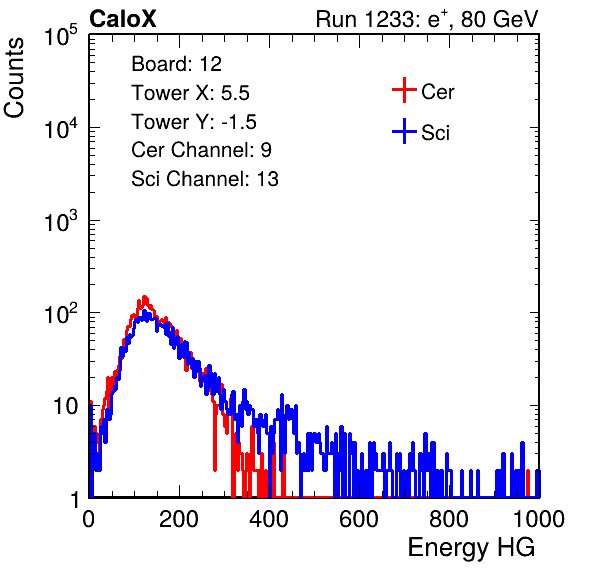 CaloX Run 1233: e⁺, 80 GeV
Counts
Board: 12
Tower X: 5.5
Tower Y: -1.5
Cer Channel: 9
Sci Channel: 13
Cer
Sci
10⁵
10⁴
10³
10²
10
1
0 200 400 600 800 1000
Energy HG